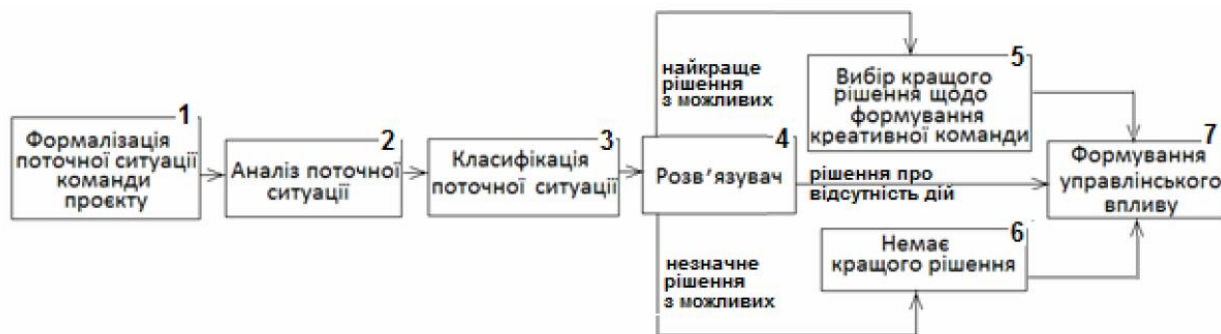 1
Формалізація
поточної ситуації
команди
проєкту
2
Аналіз поточної
ситуації
3
Класифікація
поточної ситуації
4
Розв’язувач
найкраще
рішення
з можливих
5
Вибір кращого
рішення щодо
формування
креативної команди
рішення про
відсутність дій
незначне
рішення
з можливих
6
Немає
кращого рішення
7
Формування
управлінського
впливу